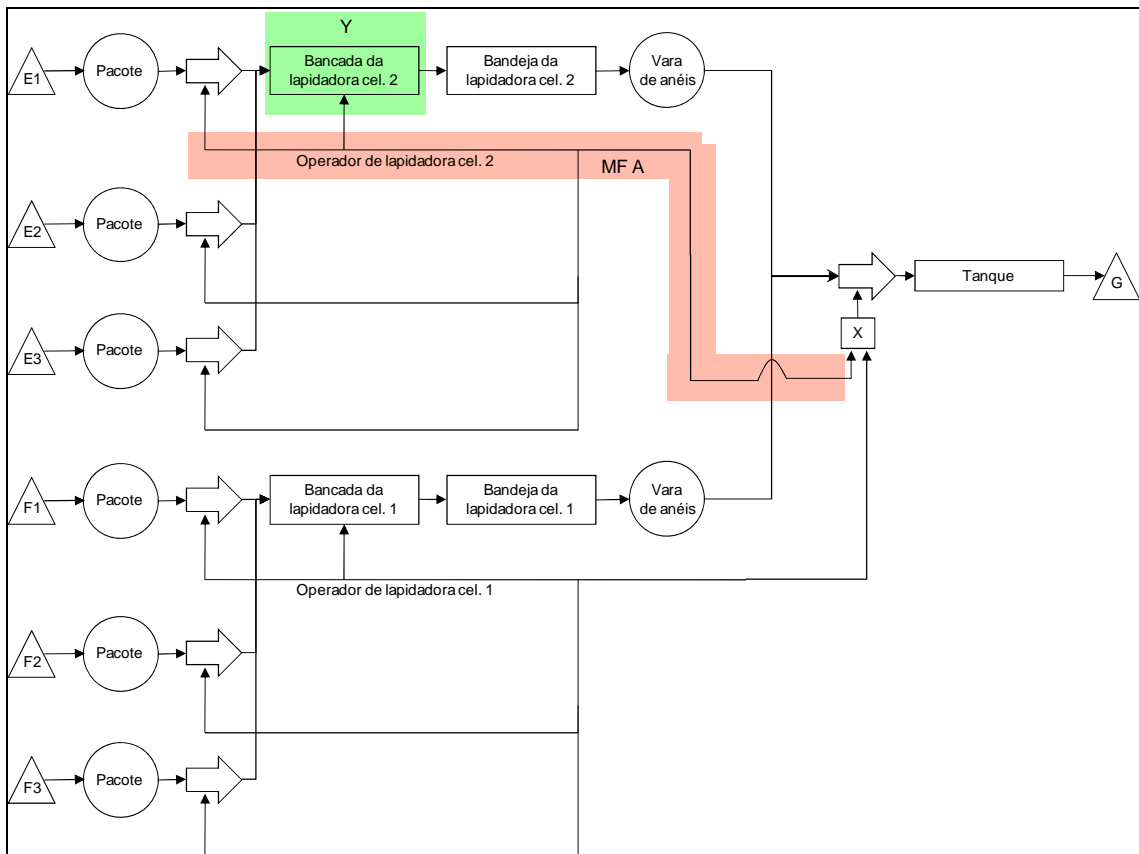 Y
E1
Pacote
Bancada da
lapidadora cel. 2
Bandeja da
lapidadora cel. 2
Vara
de anéis
Operador de lapidadora cel. 2
MF A
E2
Pacote
Tanque
G
X
E3
Pacote
F1
Pacote
Bancada da
lapidadora cel. 1
Bandeja da
lapidadora cel. 1
Vara
de anéis
Operador de lapidadora cel. 1
F2
Pacote
F3
Pacote